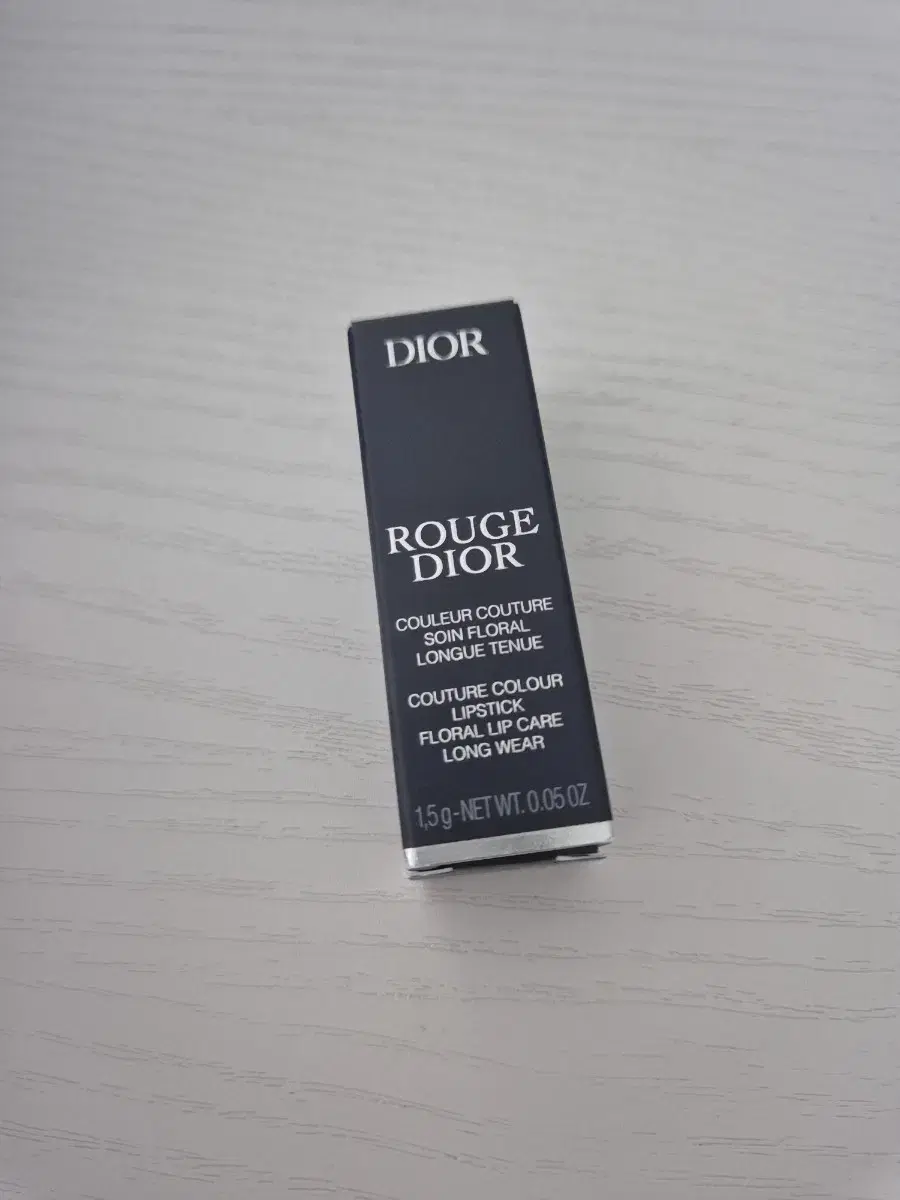 DIOR
ROUGE
DIOR
COULEUR COUTURE
SOIN FLORAL
LONGUE TENUE
COUTURE COLOUR
LIPSTICK
FLORAL LIP CARE
LONG WEAR
1,5 g-NET WT. 0.05 OZ